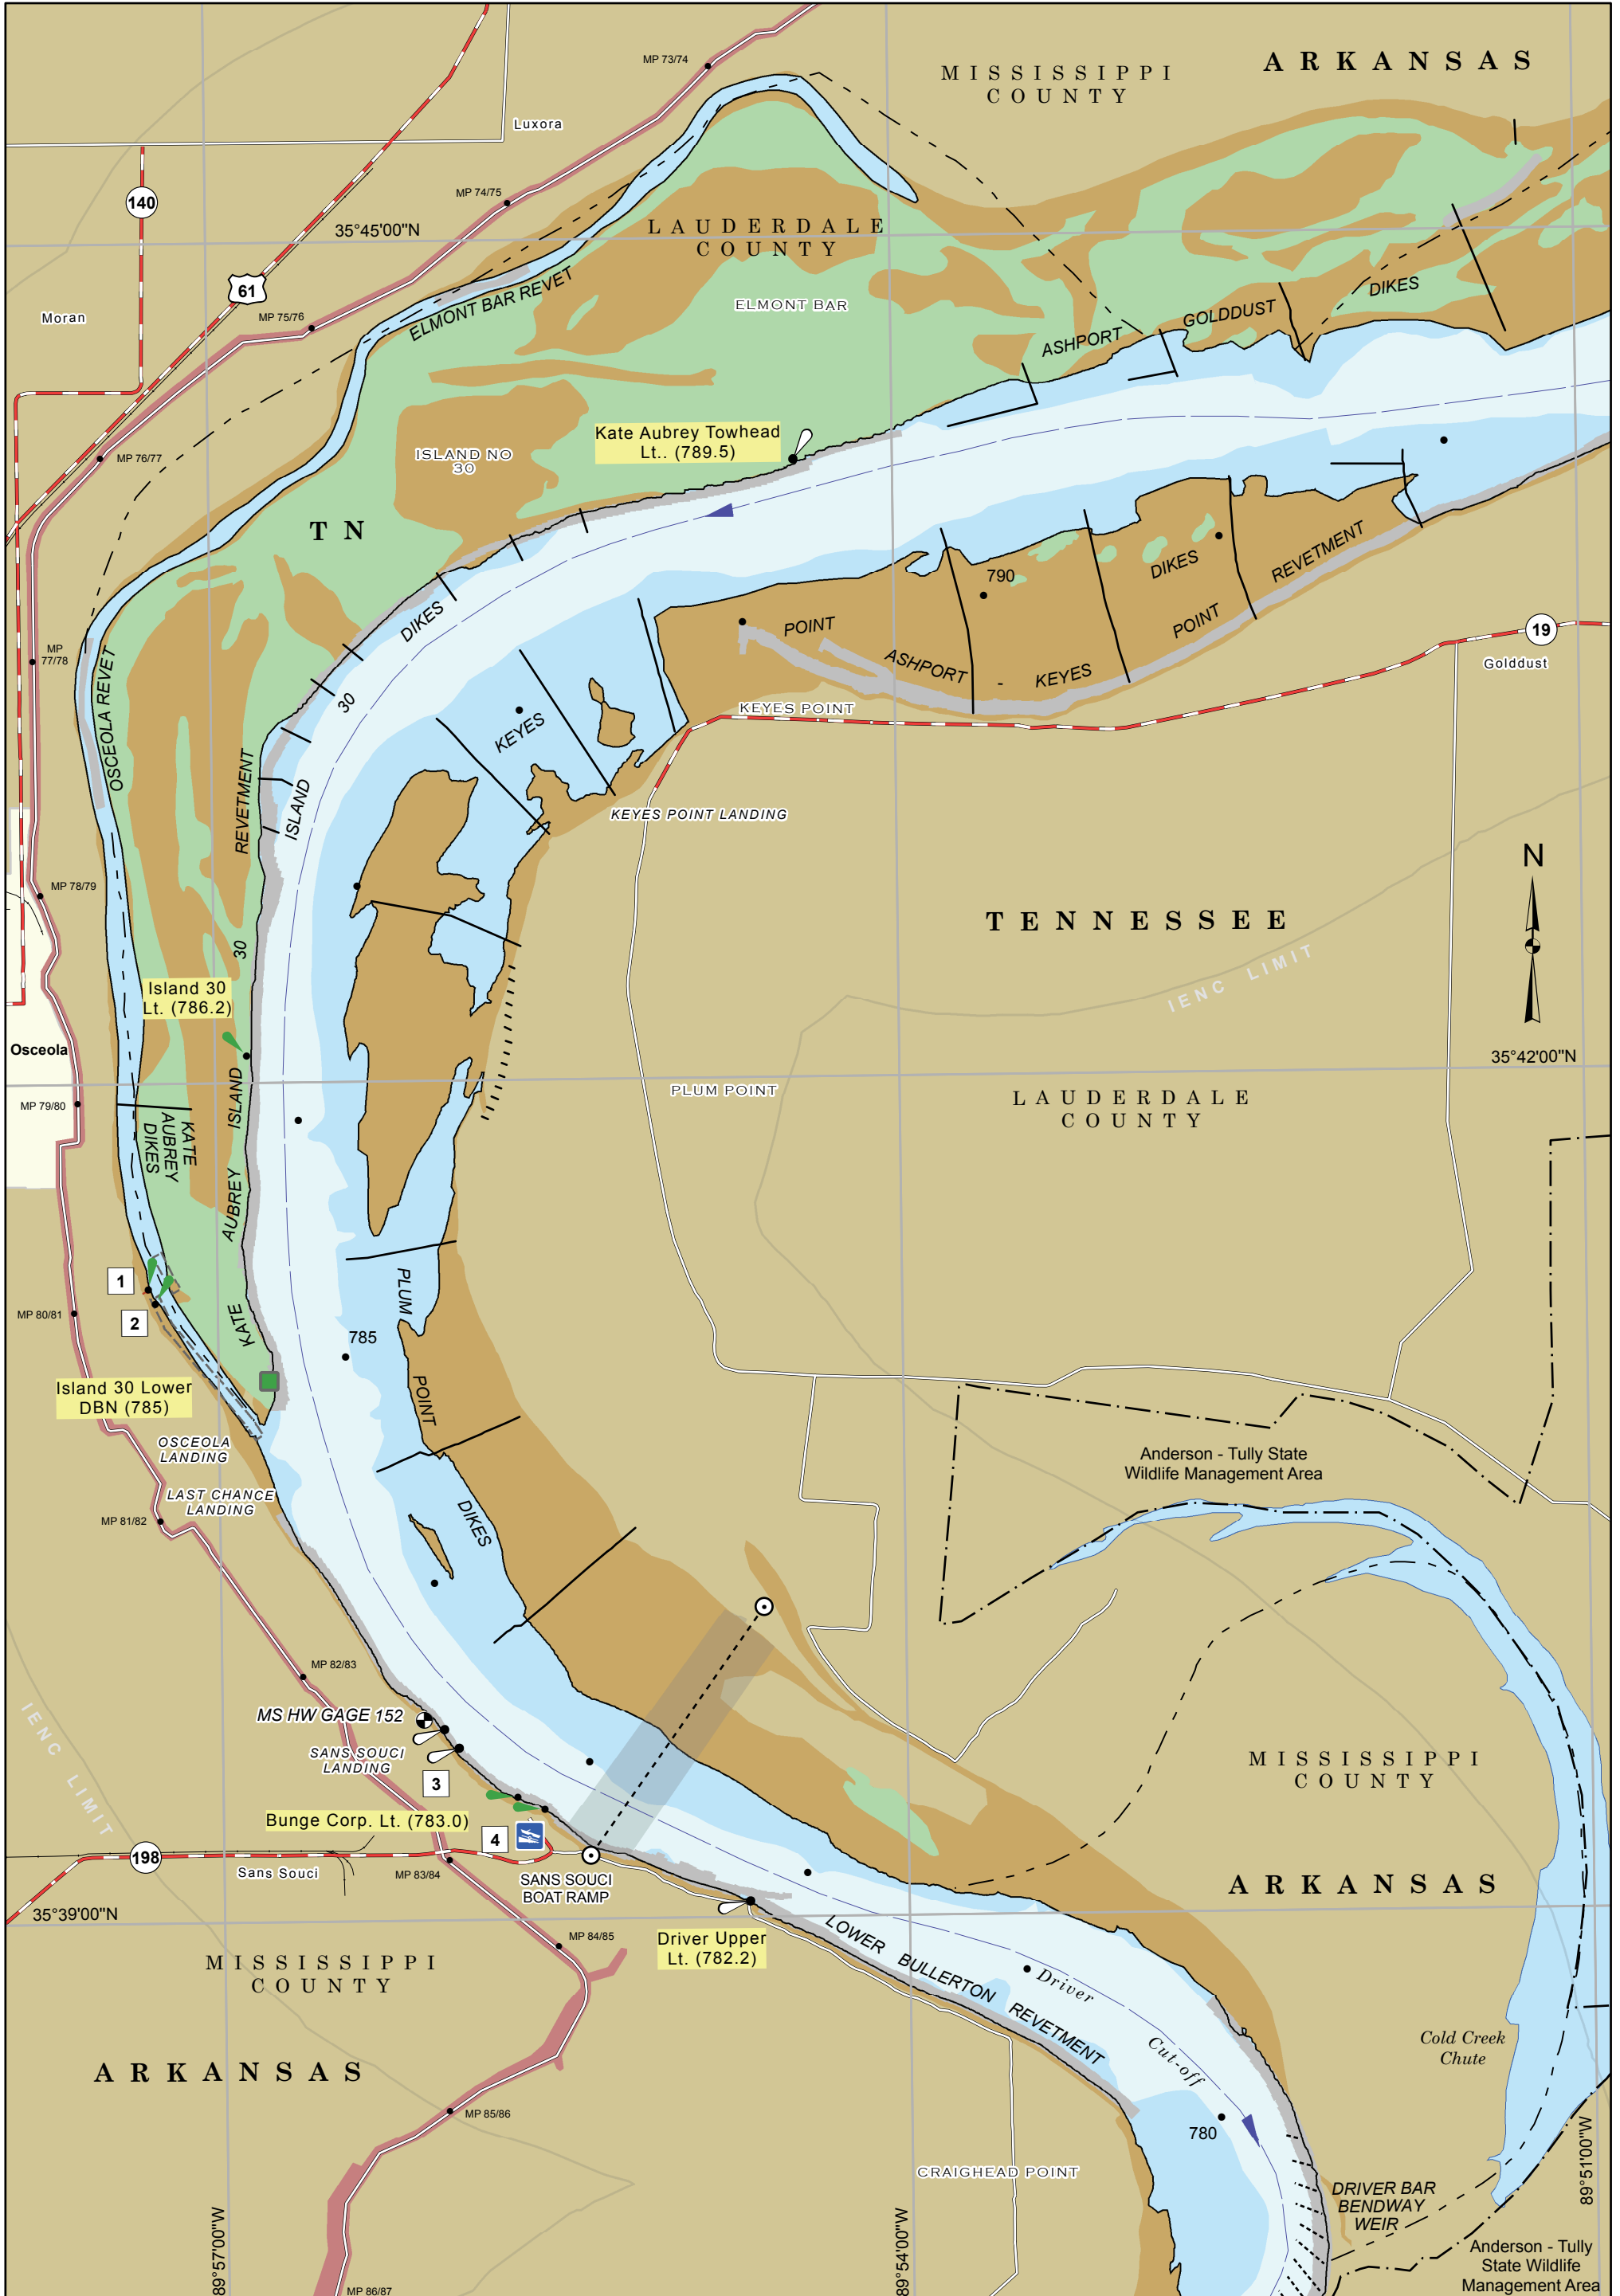 MP 73/74
MISSISSIPPI
COUNTY
ARKANSAS
Luxora
140
MP 74/75
35°45'00"N
LAUDERDALE
COUNTY
61
ELMONT BAR REVET
ELMONT BAR
Moran
MP 75/76
ASHPORT
GOLDDUST
DIKES
Kate Aubrey Towhead
Lt.. (789.5)
ISLAND NO
30
MP 76/77
TN
790
DIKES
REVETMENT
POINT
POINT
ASHPORT
-
KEYES
19
Golddust
DIKES
30
MP
77/78
OSCEOLA REVET
KEYES
KEYES POINT
REVETMENT
ISLAND
KEYES POINT LANDING
N
MP 78/79
30
TENNESSEE
IENC LIMIT
Island 30
Lt. (786.2)
Osceola
35°42'00"N
PLUM POINT
LAUDERDALE
COUNTY
MP 79/80
KATE
AUBREY
DIKES
ISLAND
AUBREY
KATE
1
2
MP 80/81
PLUM
785
POINT
Island 30 Lower
DBN (785)
OSCEOLA
LANDING
LAST CHANCE
LANDING
MP 81/82
DIKES
Anderson - Tully State
Wildlife Management Area
MP 82/83
MS HW GAGE 152
SANS SOUCI
LANDING
3
IENC LIMIT
MISSISSIPPI
COUNTY
Bunge Corp. Lt. (783.0)
4
198
Sans Souci
MP 83/84
SANS SOUCI
BOAT RAMP
ARKANSAS
35°39'00"N
MP 84/85
Driver Upper
Lt. (782.2)
LOWER BULLERTON REVETMENT
MISSISSIPPI
COUNTY
Driver
Cut-off
Cold Creek
Chute
ARKANSAS
MP 85/86
780
CRAIGHEAD POINT
DRIVER BAR
BENDWAY
WEIR
89°57'00"W
89°54'00"W
89°51'00"W
Anderson - Tully
State Wildlife
Management Area
MP 86/87